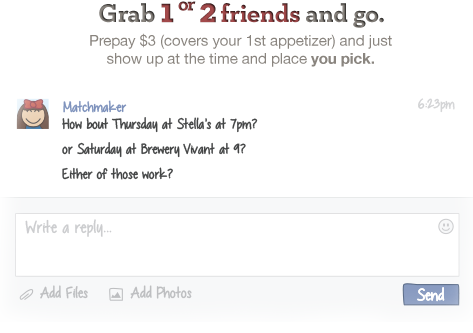 Grab 1 or 2 friends and go.
Prepay $3 (covers your 1st appetizer) and just
show up at the time and place you pick.
Matchmaker
6:23pm
How bout Thursday at Stella's at 7pm?
or Saturday at Brewery Vivant at 9?
Either of those work?
Write a reply...
Add Files
Add Photos
Send